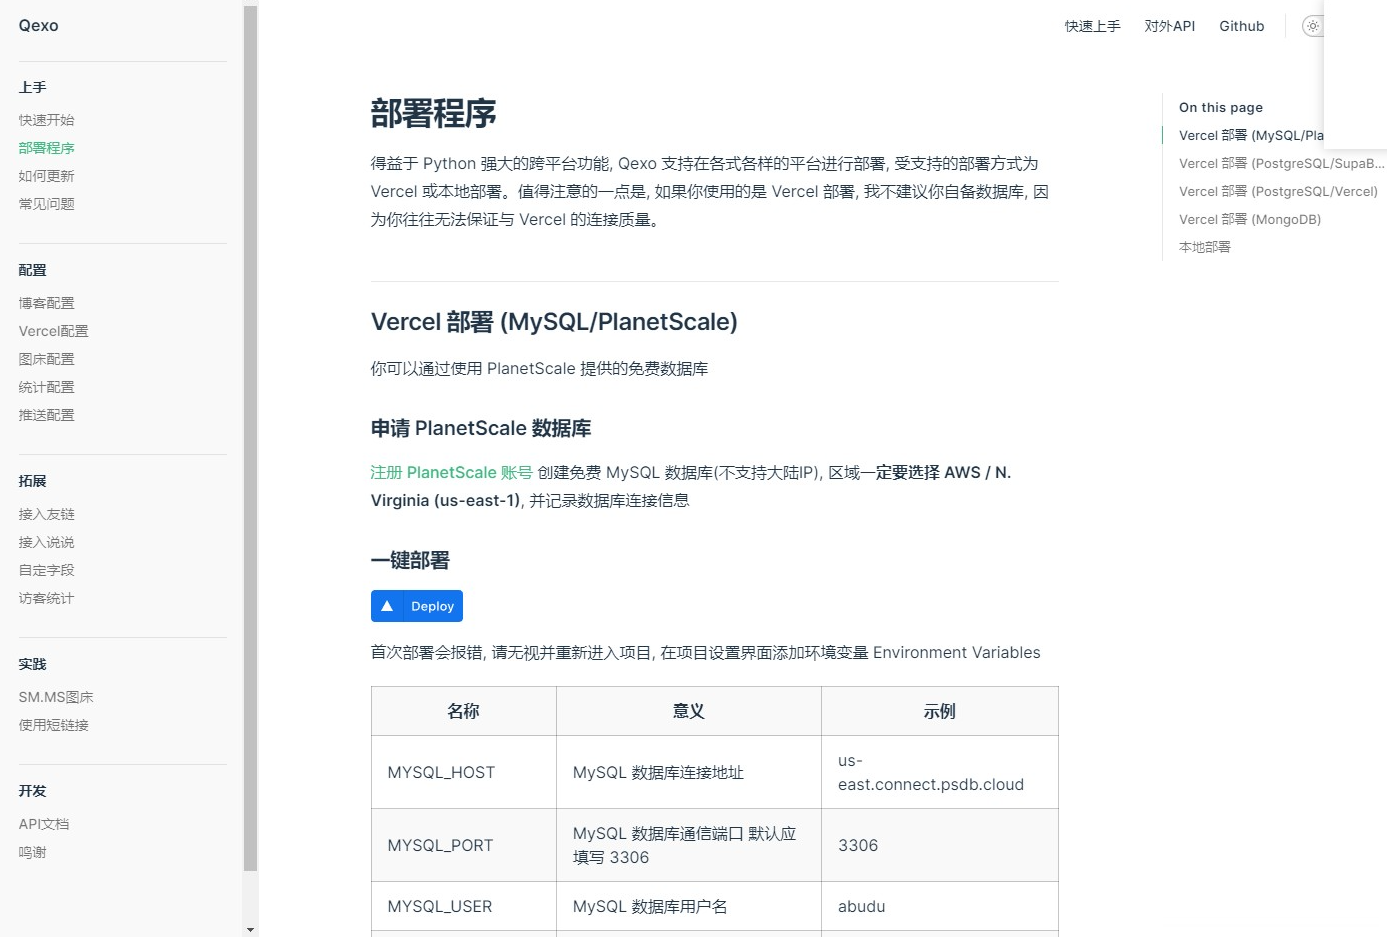 Qexo
快速上手
对外API
Github
上手
快速开始
部署程序
如何更新
常见问题
配置
博客配置
Vercel配置
图床配置
统计配置
推送配置
拓展
接入友链
接入说说
自定字段
访客统计
实践
SM.MS图床
使用短链接
开发
API文档
鸣谢
部署程序
得益于 Python 强大的跨平台功能, Qexo 支持在各式各样的平台进行部署, 受支持的部署方式为
Vercel 或本地部署。值得注意的一点是, 如果你使用的是 Vercel 部署, 我不建议你自备数据库, 因
为你往往无法保证与 Vercel 的连接质量。
Vercel 部署 (MySQL/PlanetScale)
你可以通过使用 PlanetScale 提供的免费数据库
申请 PlanetScale 数据库
注册 PlanetScale 账号 创建免费 MySQL 数据库(不支持大陆IP), 区域一定要选择 AWS / N.
Virginia (us-east-1), 并记录数据库连接信息
一键部署
Deploy
首次部署会报错, 请无视并重新进入项目, 在项目设置界面添加环境变量 Environment Variables
名称
意义
示例
MYSQL_HOST
MySQL 数据库连接地址
us-
east.connect.psdb.cloud
MYSQL_PORT
MySQL 数据库通信端口 默认应
填写 3306
3306
MYSQL_USER
MySQL 数据库用户名
abudu
On this page
Vercel 部署 (MySQL/Pla
Vercel 部署 (PostgreSQL/SupaB...
Vercel 部署 (PostgreSQL/Vercel)
Vercel 部署 (MongoDB)
本地部署